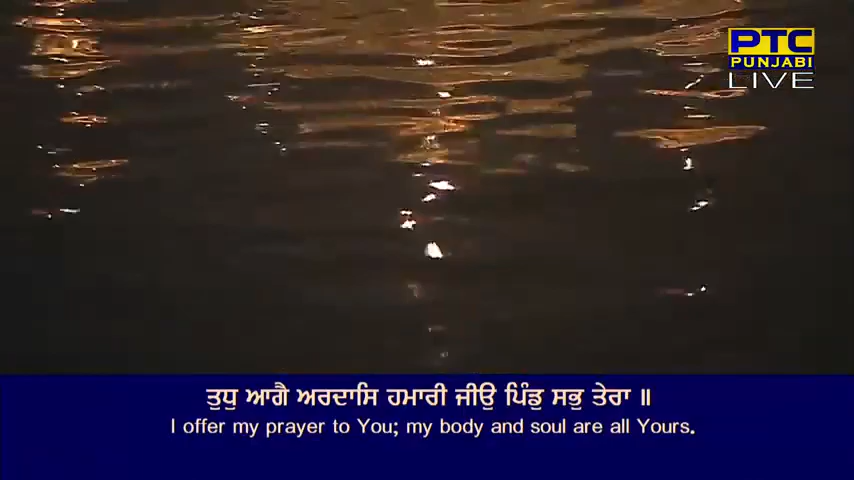 PTC
PUNJABI
LIVE
ਤੁਧੁ ਆਗੈ ਅਰਦਾਸਿ ਹਮਾਰੀ ਜੀਉ ਪਿੰਡੁ ਸਭੁ ਤੇਰਾ ॥
I offer my prayer to You; my body and soul are all Yours.